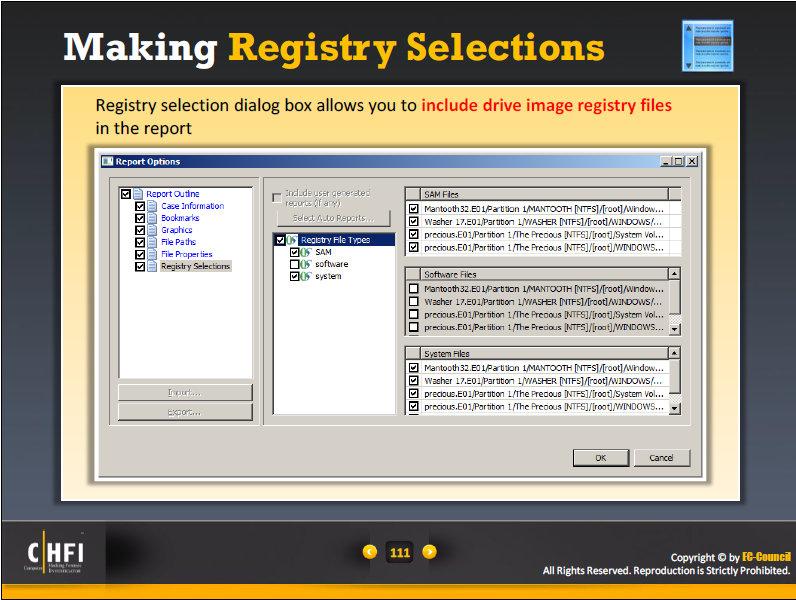 Making Registry Selections
Registry selection dialog box allows you to include drive image registry files
in the report
Report Options
Report Outline
Case Information
Bookmarks
Graphics
File Paths
File Properties
Registry Selections
Import...
Export...
Include user generated
reports (if any)
Select Auto Reports...
Registry File Types
SAM
software
system
SAM Files
Mantooth32.E01/Partition 1/MANTOOTH [NTFS]/[root]/Window...
Washer 17.E01/Partition 1/WASHER [NTFS]/[root]/WINDOWS/...
precious.E01/Partition 1/The Precious [NTFS]/[root]/System Vol...
precious.E01/Partition 1/The Precious [NTFS]/[root]/WINDOWS...
Software Files
Mantooth32.E01/Partition 1/MANTOOTH [NTFS]/[root]/Window...
Washer 17.E01/Partition 1/WASHER [NTFS]/[root]/WINDOWS/...
precious.E01/Partition 1/The Precious [NTFS]/[root]/System Vol...
precious.E01/Partition 1/The Precious [NTFS]/[root]/WINDOWS...
System Files
Mantooth32.E01/Partition 1/MANTOOTH [NTFS]/[root]/Window...
Washer 17.E01/Partition 1/WASHER [NTFS]/[root]/WINDOWS/...
precious.E01/Partition 1/The Precious [NTFS]/[root]/System Vol...
precious.E01/Partition 1/The Precious [NTFS]/[root]/WINDOWS...
OK
Cancel
CHFI
Computer Hacking Forensic
INVESTIGATOR
111
Copyright © by EC-Council
All Rights Reserved. Reproduction is Strictly Prohibited.